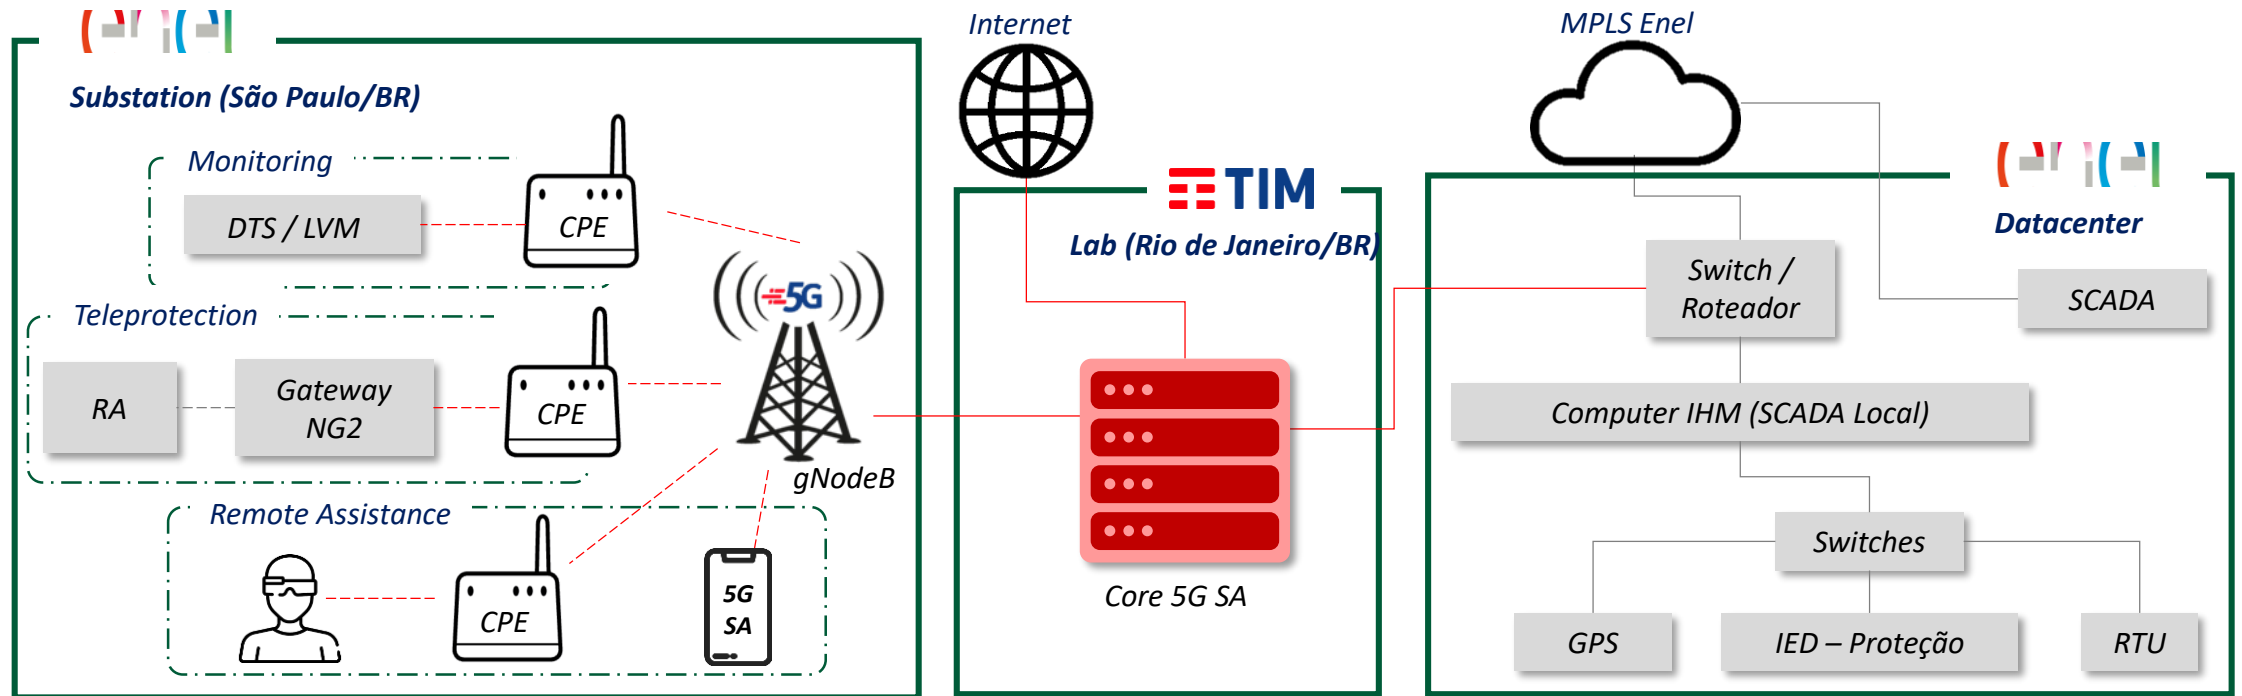 enel
Substation (São Paulo/BR)
Monitoring
DTS / LVM
CPE
Teleprotection
RA
Gateway
NG2
CPE
5G
gNodeB
Remote Assistance
CPE
5G
SA
Internet
TIM
Lab (Rio de Janeiro/BR)
Core 5G SA
MPLS Enel
enel
Datacenter
Switch /
Roteador
SCADA
Computer IHM (SCADA Local)
Switches
GPS
IED – Proteção
RTU